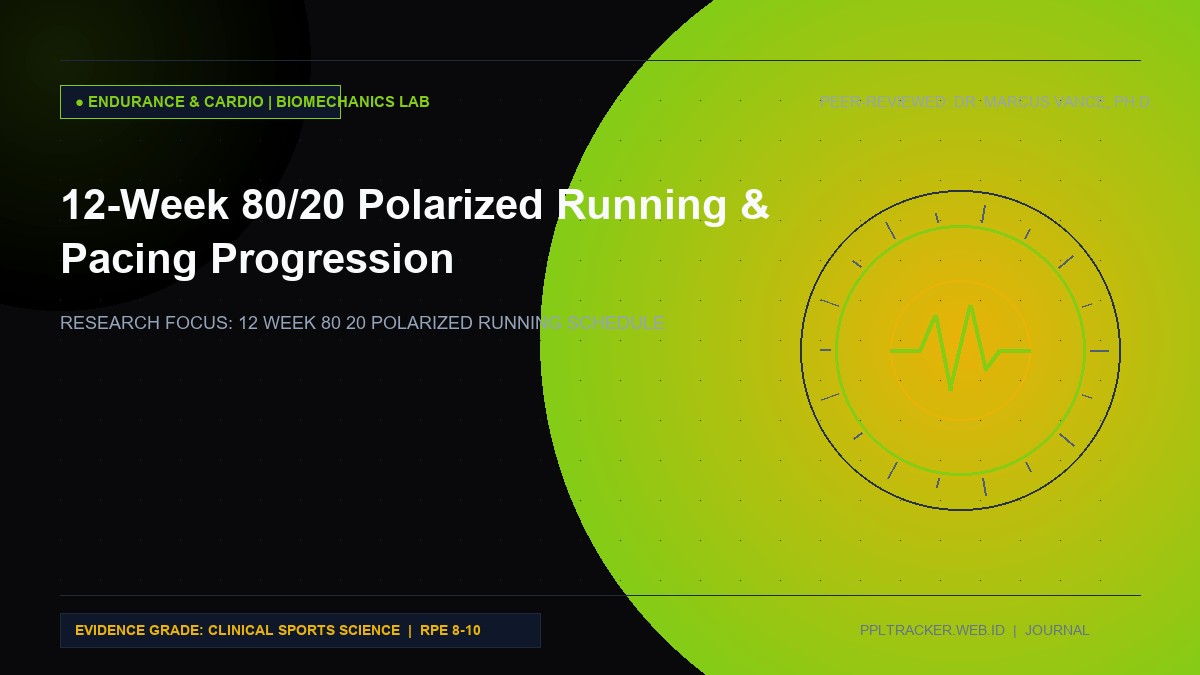 ● ENDURANCE & CARDIO | BIOMECHANICS LAB
PEER-REVIEWED: DR. MARCUS VANCE, PH.D
12-Week 80/20 Polarized Running &
Pacing Progression
RESEARCH FOCUS: 12 WEEK 80 20 POLARIZED RUNNING SCHEDULE
EVIDENCE GRADE: CLINICAL SPORTS SCIENCE | RPE 8-10
PPLTRACKER.WEB.ID | JOURNAL